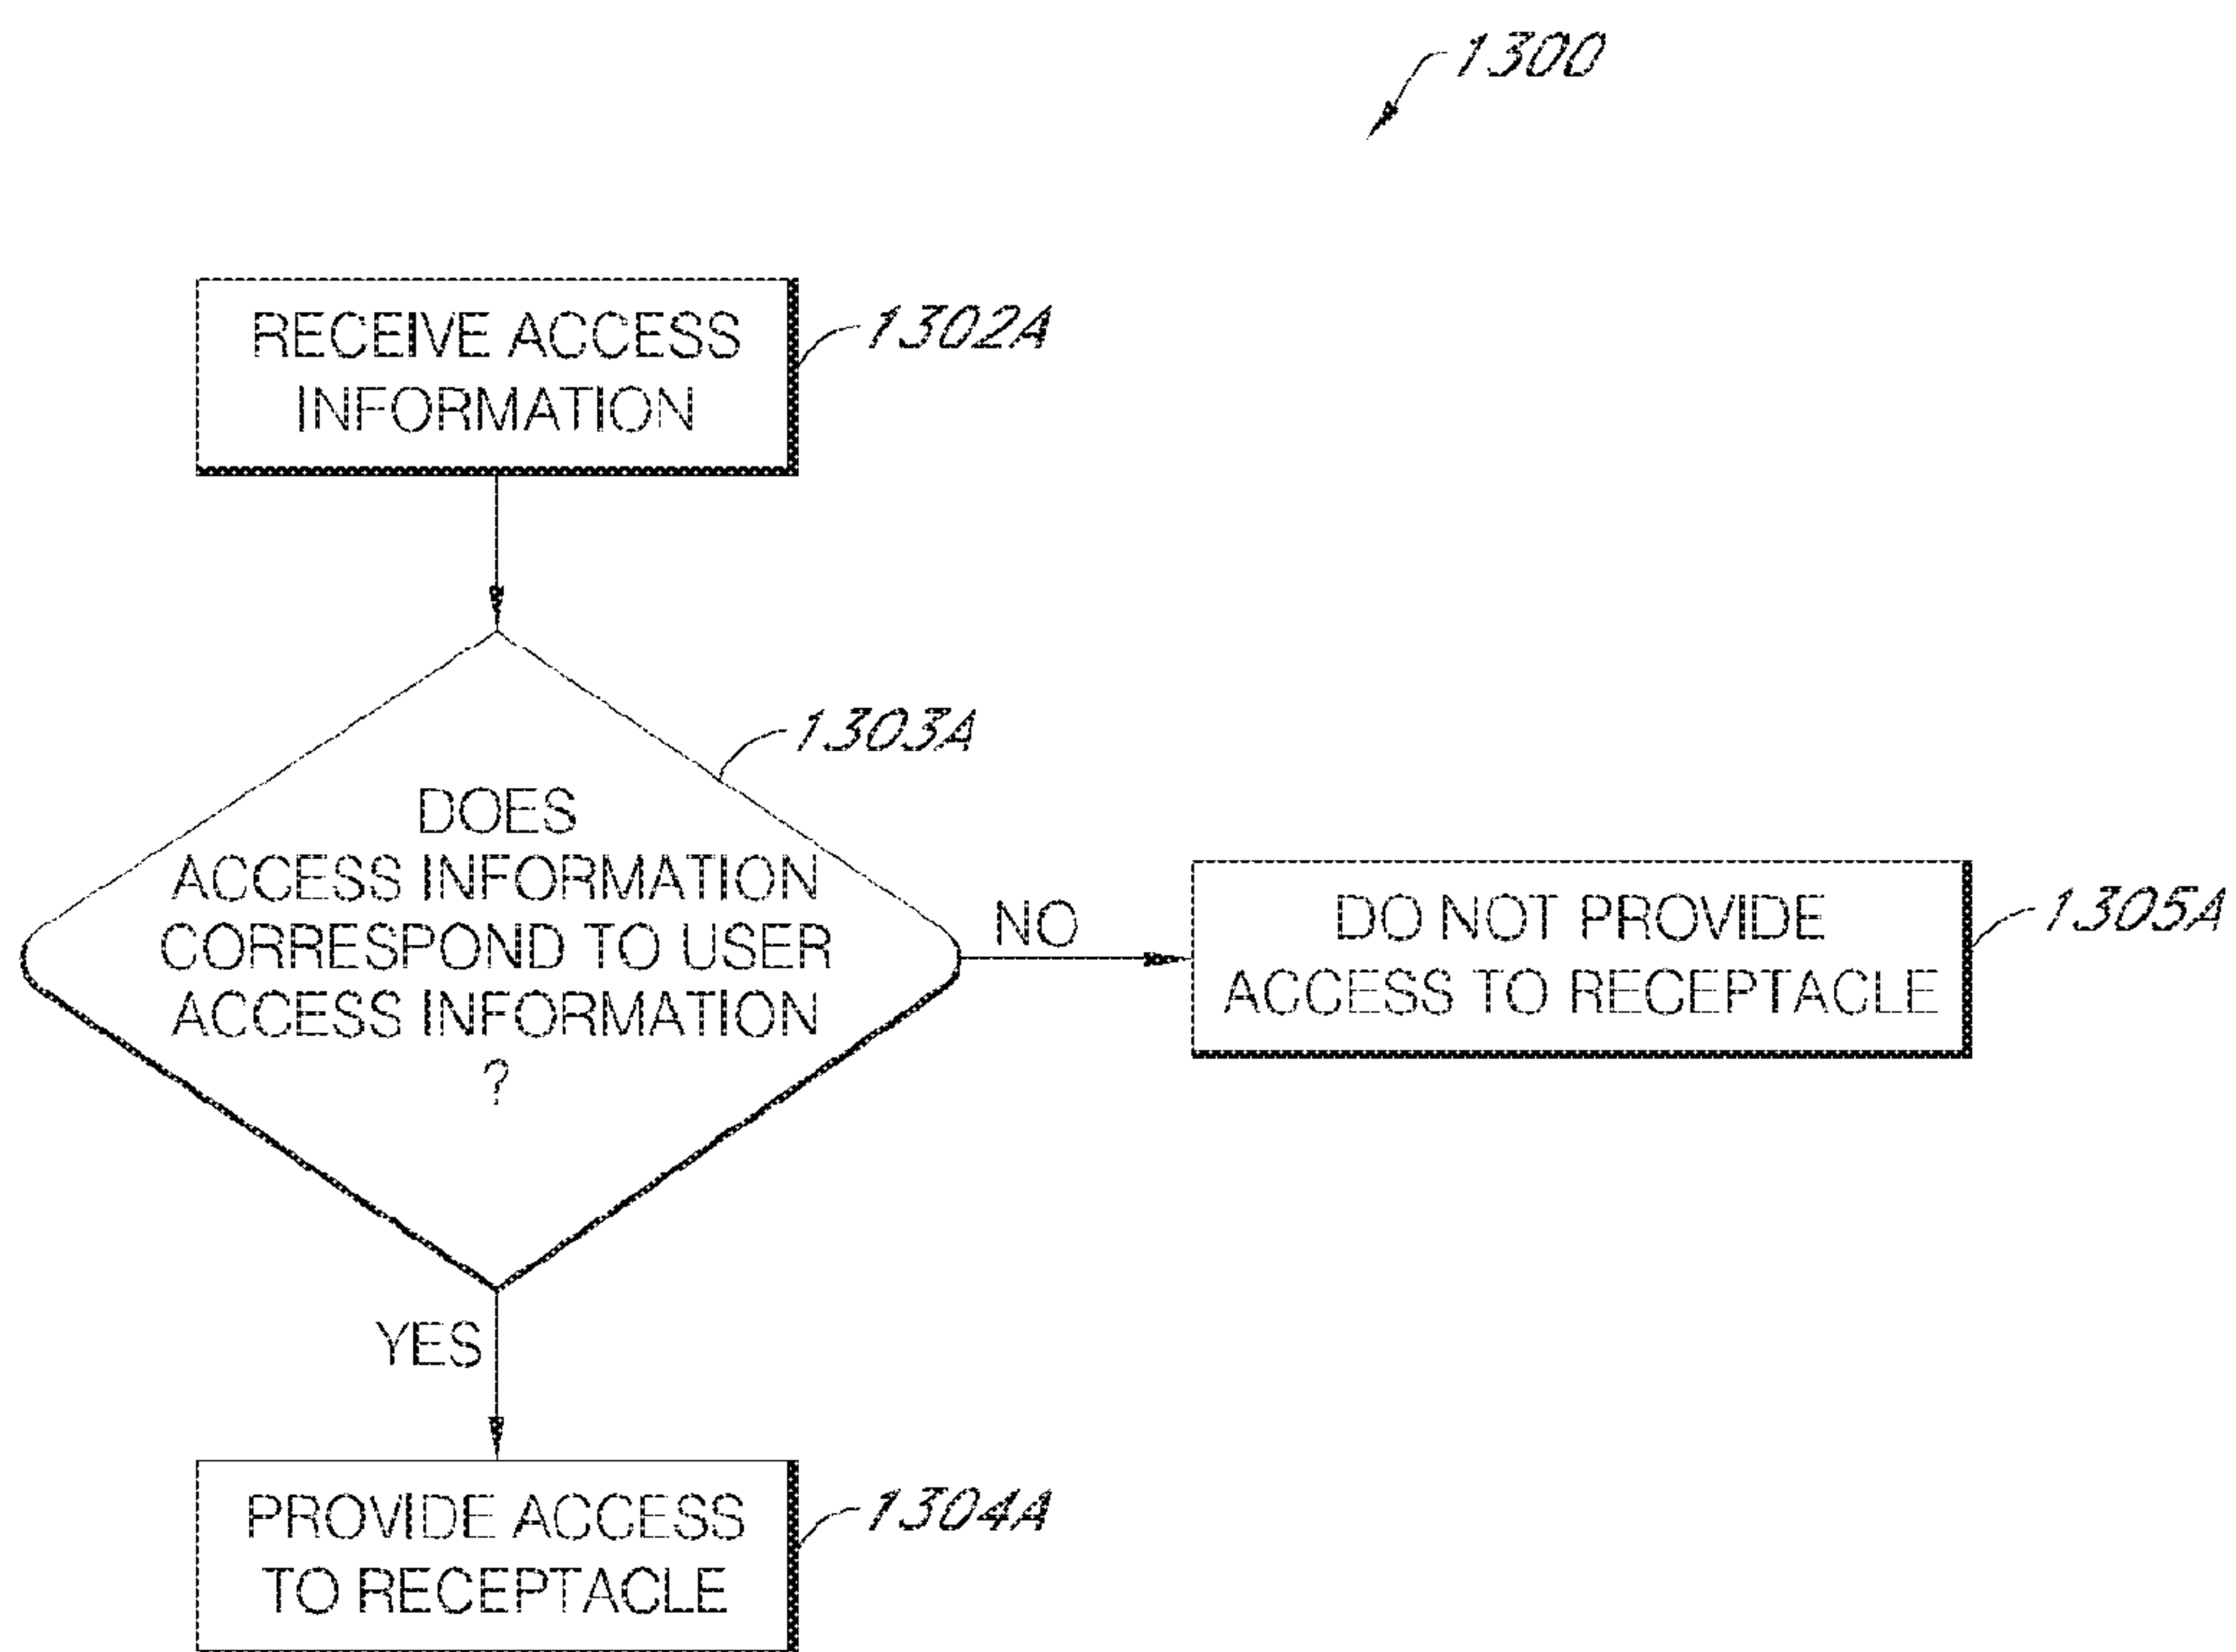 1300
RECEIVE ACCESS
INFORMATION
1302A
1303A
DOES
ACCESS INFORMATION
CORRESPOND TO USER
ACCESS INFORMATION
?
NO
DO NOT PROVIDE
ACCESS TO RECEPTACLE
1305A
YES
PROVIDE ACCESS
TO RECEPTACLE
1304A